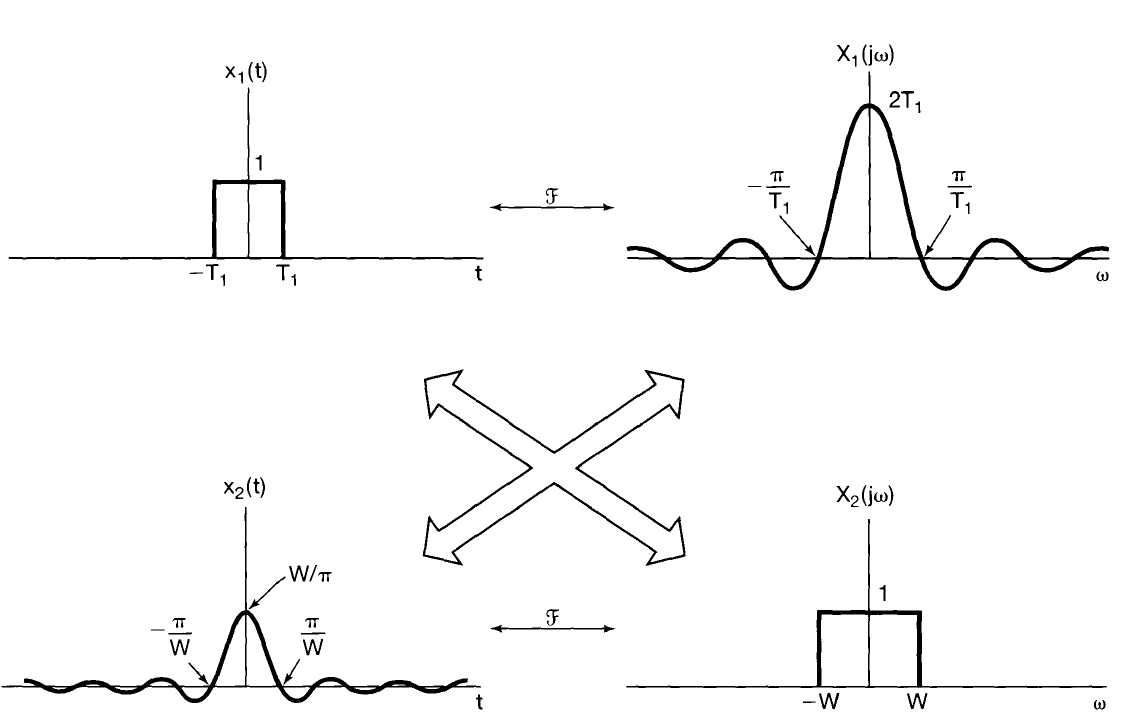 x₁(t)
1
−T₁ T₁ t
ℱ
X₁(jω)
2T₁
−π/T₁ π/T₁
ω
x₂(t)
W/π
−π/W π/W
t
ℱ
X₂(jω)
1
−W W ω